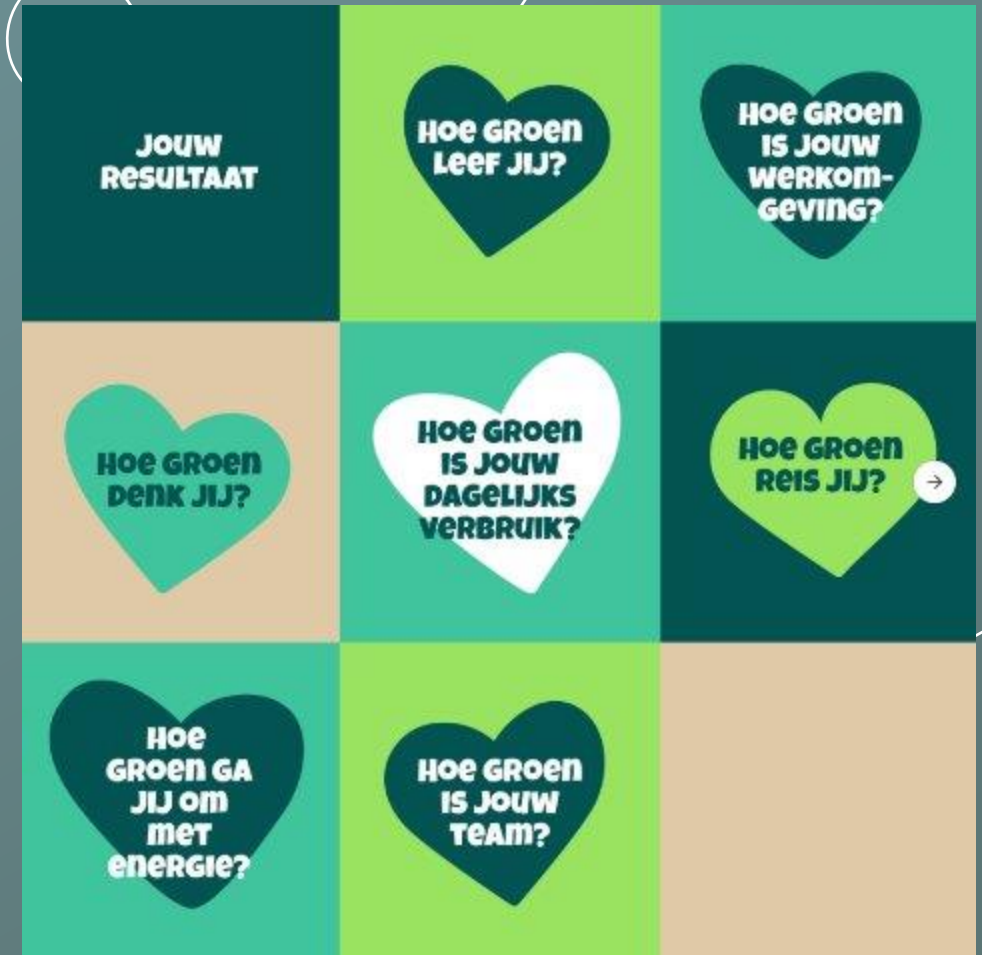 JOUW
RESULTAAT
HOE GROEN
LEEF JIJ?
HOE GROEN
IS JOUW
WERKOM-
GEVING?
HOE GROEN
DENK JIJ?
HOE GROEN
IS JOUW
DAGELIJKS
VERBRUIK?
HOE GROEN
REIS JIJ?
HOE
GROEN GA
JIJ OM
MET
ENERGIE?
HOE GROEN
IS JOUW
TEAM?